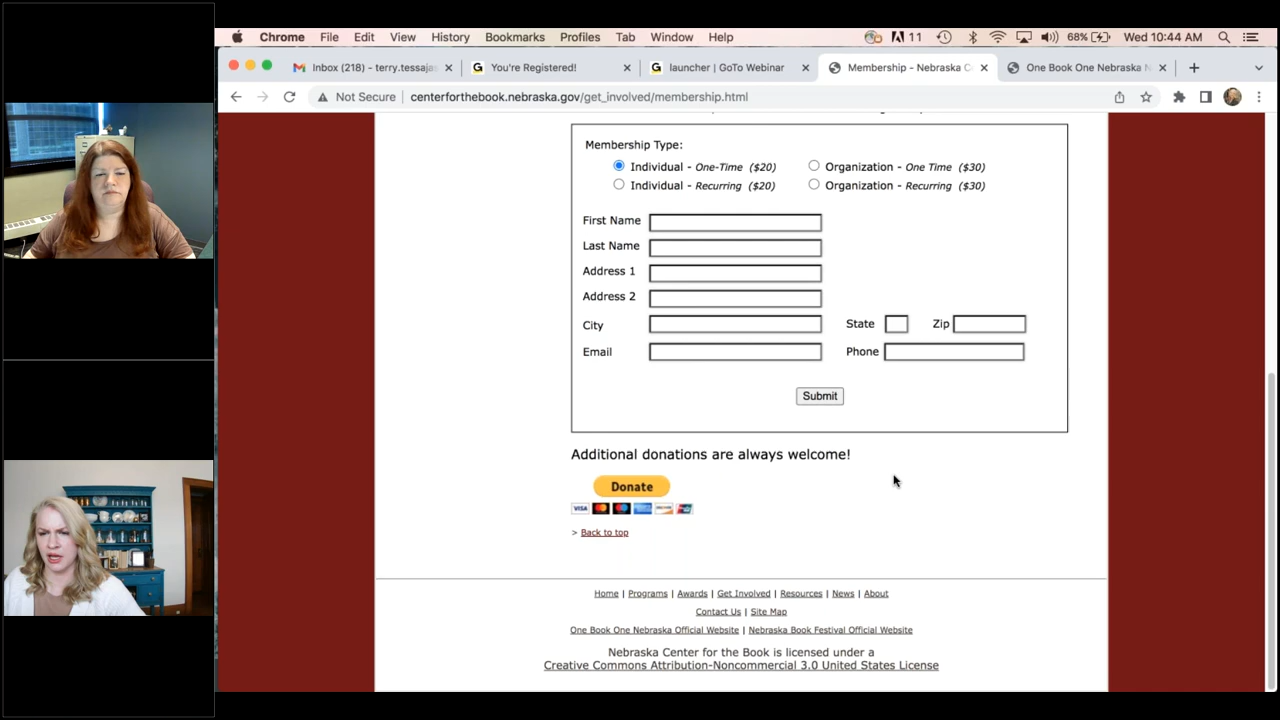 Chrome File Edit View History Bookmarks Profiles Tab Window Help 11 68% Wed 10:44 AM
Inbox (218) - terry.tessajas You're Registered! launcher | GoTo Webinar Membership - Nebraska C One Book One Nebraska N
Not Secure centerforthebook.nebraska.gov/get_involved/membership.html
Membership Type:
Individual - One-Time ($20) Organization - One Time ($30)
Individual - Recurring ($20) Organization - Recurring ($30)
First Name
Last Name
Address 1
Address 2
City State Zip
Email Phone
Submit
Additional donations are always welcome!
Donate
VISA
> Back to top
Home | Programs | Awards | Get Involved | Resources | News | About
Contact Us | Site Map
One Book One Nebraska Official Website | Nebraska Book Festival Official Website
Nebraska Center for the Book is licensed under a
Creative Commons Attribution-Noncommercial 3.0 United States License